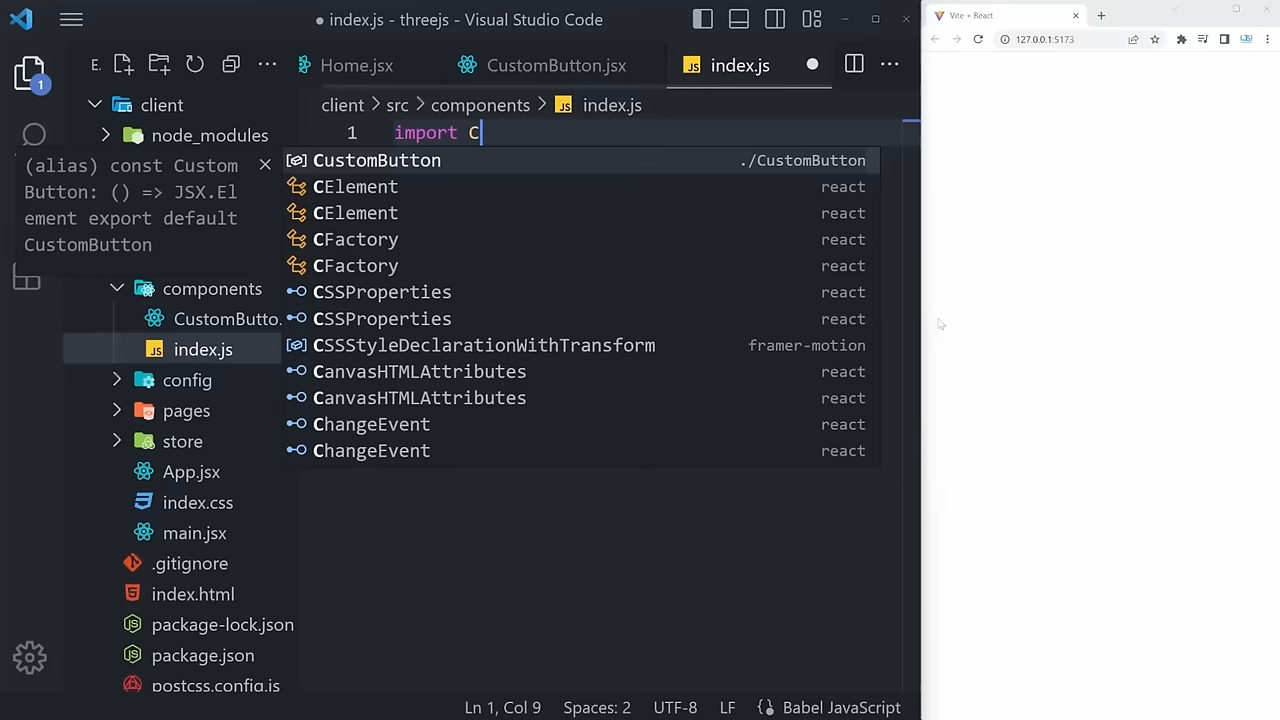 index.js - threejs - Visual Studio Code
Vite + React
127.0.0.1:5173
1
E.
Home.jsx
CustomButton.jsx
JS index.js
client
client > src > components > JS index.js
node_modules
1 import C
(alias) const Custom
Button: () => JSX.El
ement export default
CustomButton
CustomButton ./CustomButton
CElement react
CElement react
CFactory react
CFactory react
CSSProperties react
CSSProperties react
CSSStyleDeclarationWithTransform framer-motion
CanvasHTMLAttributes react
CanvasHTMLAttributes react
ChangeEvent react
ChangeEvent react
components
CustomButto.
JS index.js
config
pages
store
App.jsx
index.css
main.jsx
.gitignore
index.html
package-lock.json
package.json
postcss.config.js
Ln 1, Col 9 Spaces: 2 UTF-8 LF Babel JavaScript